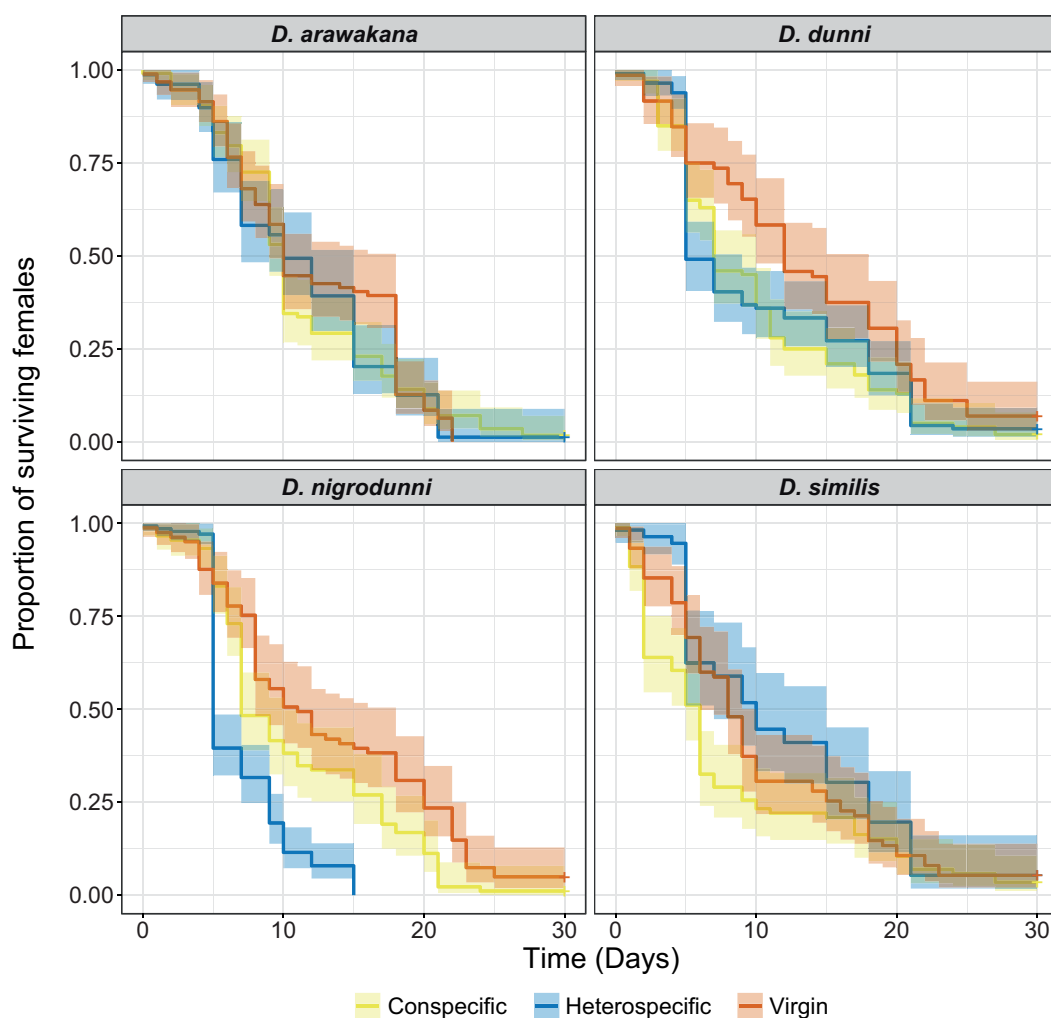 D. arawakana
D. dunni
1.00
0.75
0.50
0.25
0.00
D. nigrodunni
D. similis
1.00
0.75
0.50
0.25
0.00
Proportion of surviving females
0 10 20 30
0 10 20 30
Time (Days)
Conspecific Heterospecific Virgin